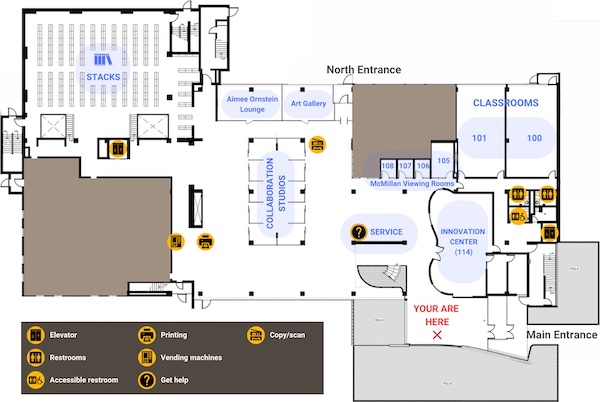 North Entrance
STACKS
Aimee Ornstein
Lounge
Art Gallery
CLASSROOMS
101
100
108
107
106
105
McMillan Viewing Rooms
COLLABORATION
STUDIOS
?
SERVICE
INNOVATION
CENTER
(114)
YOUR ARE
HERE
Main Entrance
Elevator
Printing
Copy/scan
Restrooms
Vending machines
Accessible restroom
?
Get help